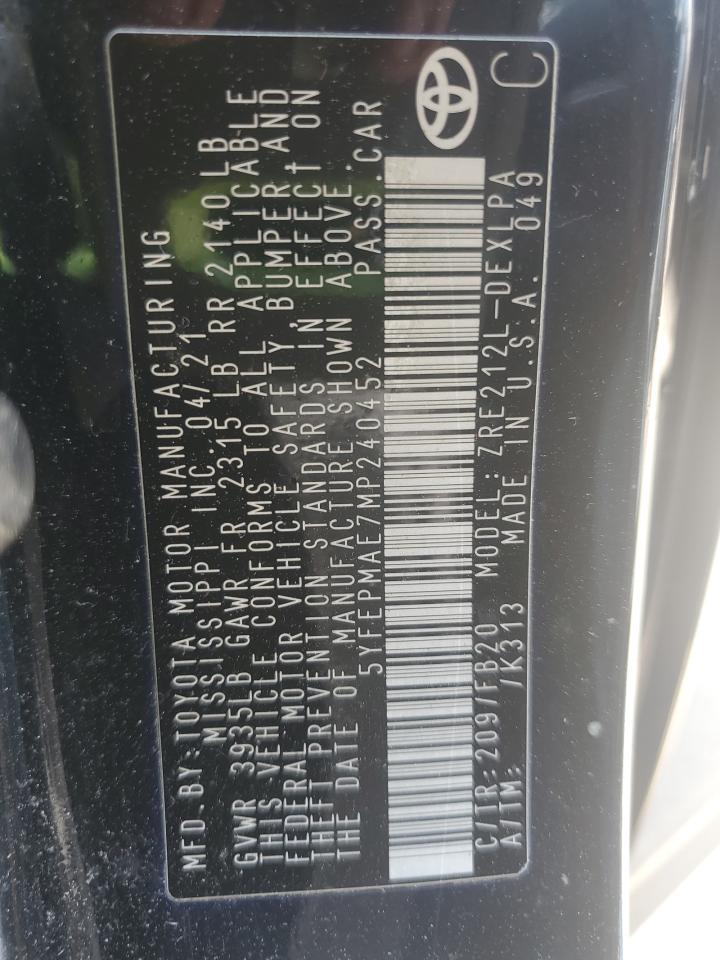 MFD.BY:TOYOTA MOTOR MANUFACTURING
MISSISSIPPI INC.04/21
GVWR 3935LB GAWR FR 2315 LB RR2140LB
THIS VEHICLE CONFORMS TO ALL APPLICABLE
FEDERAL MOTOR VEHICLE SAFETY, BUMPER AND
THEFT PREVENTION STANDARDS IN EFFECT ON
THE DATE OF MANUFACTURE SHOWN ABOVE.
5YFEPMAE7MP240452 PASS.CAR
C/TR:209/FB20 MODEL:ZRE212L-DEXLPA
A/TM: /K313 MADE IN U.S.A. 049
C